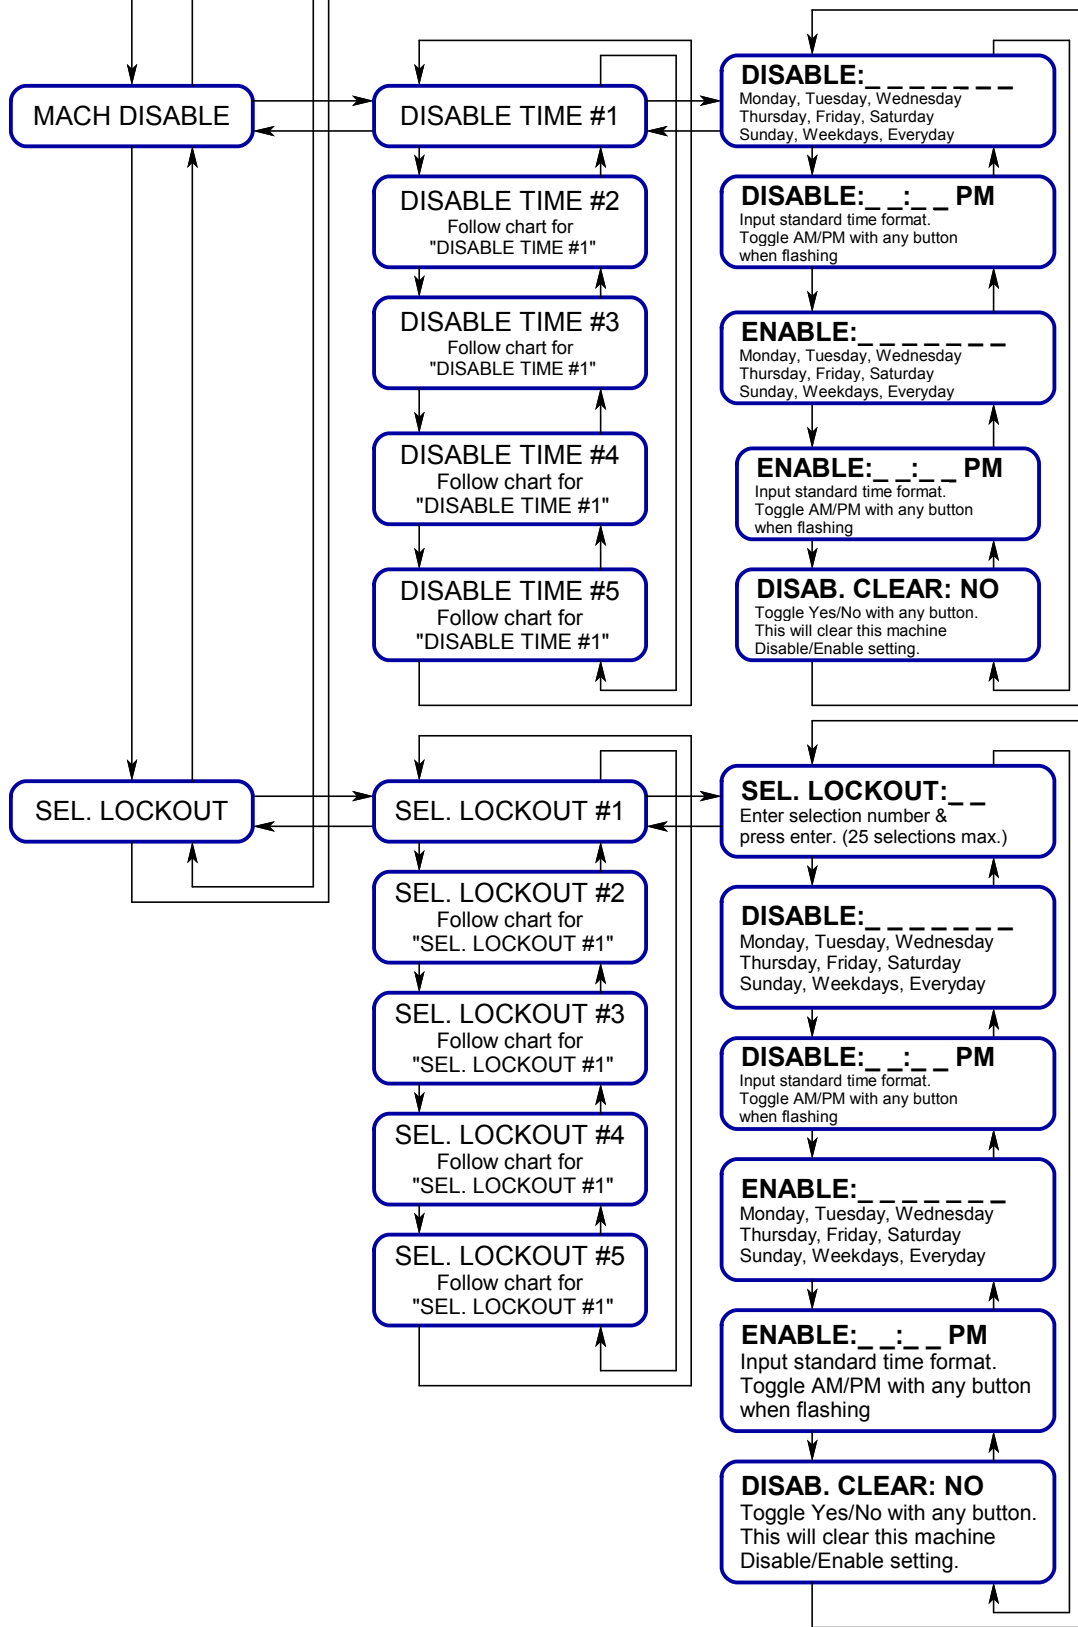 MACH DISABLE
DISABLE TIME #1
DISABLE:_ _ _ _ _ _ _
Monday, Tuesday, Wednesday
Thursday, Friday, Saturday
Sunday, Weekdays, Everyday
DISABLE TIME #2
Follow chart for
"DISABLE TIME #1"
DISABLE:_ _:_ _ PM
Input standard time format.
Toggle AM/PM with any button
when flashing
DISABLE TIME #3
Follow chart for
"DISABLE TIME #1"
ENABLE:_ _ _ _ _ _ _
Monday, Tuesday, Wednesday
Thursday, Friday, Saturday
Sunday, Weekdays, Everyday
DISABLE TIME #4
Follow chart for
"DISABLE TIME #1"
ENABLE:_ _:_ _ PM
Input standard time format.
Toggle AM/PM with any button
when flashing
DISABLE TIME #5
Follow chart for
"DISABLE TIME #1"
DISAB. CLEAR: NO
Toggle Yes/No with any button.
This will clear this machine
Disable/Enable setting.
SEL. LOCKOUT
SEL. LOCKOUT #1
SEL. LOCKOUT:_ _
Enter selection number &
press enter. (25 selections max.)
SEL. LOCKOUT #2
Follow chart for
"SEL. LOCKOUT #1"
DISABLE:_ _ _ _ _ _ _
Monday, Tuesday, Wednesday
Thursday, Friday, Saturday
Sunday, Weekdays, Everyday
SEL. LOCKOUT #3
Follow chart for
"SEL. LOCKOUT #1"
DISABLE:_ _:_ _ PM
Input standard time format.
Toggle AM/PM with any button
when flashing
SEL. LOCKOUT #4
Follow chart for
"SEL. LOCKOUT #1"
ENABLE:_ _ _ _ _ _ _
Monday, Tuesday, Wednesday
Thursday, Friday, Saturday
Sunday, Weekdays, Everyday
SEL. LOCKOUT #5
Follow chart for
"SEL. LOCKOUT #1"
ENABLE:_ _:_ _ PM
Input standard time format.
Toggle AM/PM with any button
when flashing
DISAB. CLEAR: NO
Toggle Yes/No with any button.
This will clear this machine
Disable/Enable setting.